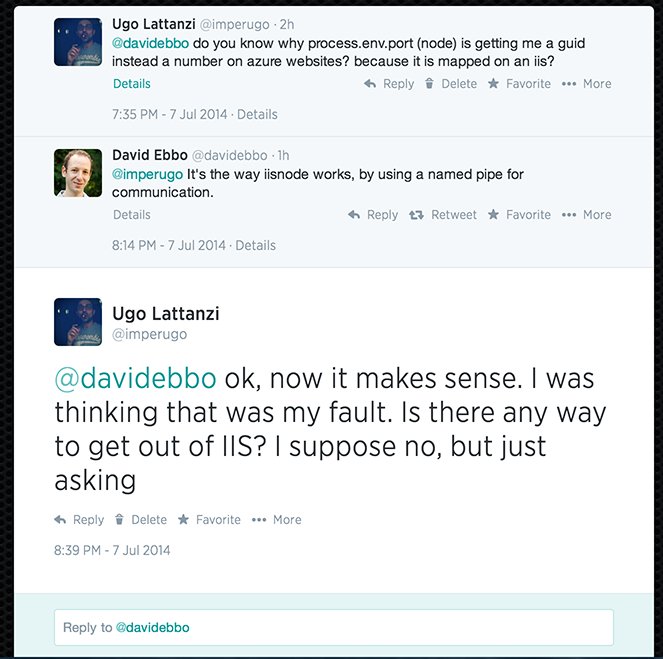 Ugo Lattanzi @imperugo · 2h
@davidebbo do you know why process.env.port (node) is getting me a guid
instead a number on azure websites? because it is mapped on an iis?
Details Reply Delete Favorite More
7:35 PM - 7 Jul 2014 · Details
David Ebbo @davidebbo · 1h
@imperugo It's the way iisnode works, by using a named pipe for
communication.
Details Reply Retweet Favorite More
8:14 PM - 7 Jul 2014 · Details
Ugo Lattanzi
@imperugo
@davidebbo ok, now it makes sense. I was
thinking that was my fault. Is there any way
to get out of IIS? I suppose no, but just
asking
Reply Delete Favorite More
8:39 PM - 7 Jul 2014
Reply to @davidebbo